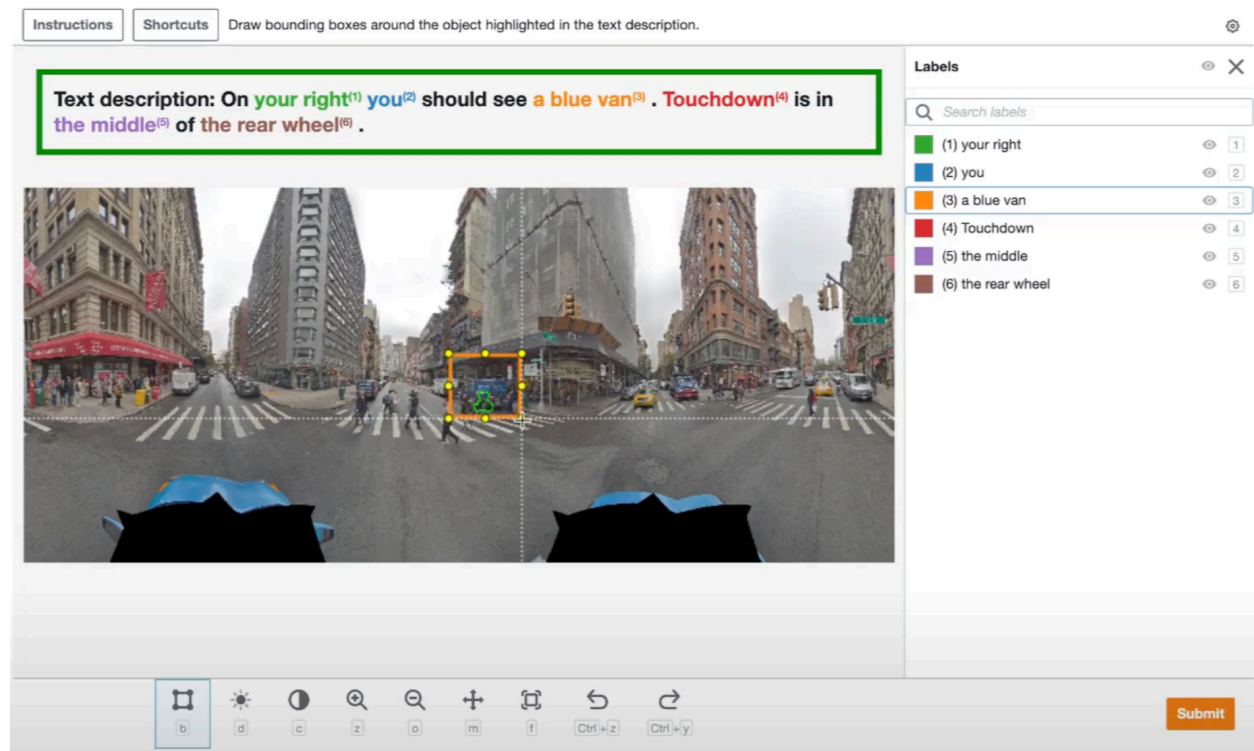 Instructions
Shortcuts
Draw bounding boxes around the object highlighted in the text description.
Text description: On your right(1) you(2) should see a blue van(3) . Touchdown(4) is in
the middle(5) of the rear wheel(6) .
Labels
Search labels
(1) your right 1
(2) you 2
(3) a blue van 3
(4) Touchdown 4
(5) the middle 5
(6) the rear wheel 6
b
d
c
z
o
m
f
Ctrl+z
Ctrl+y
Submit